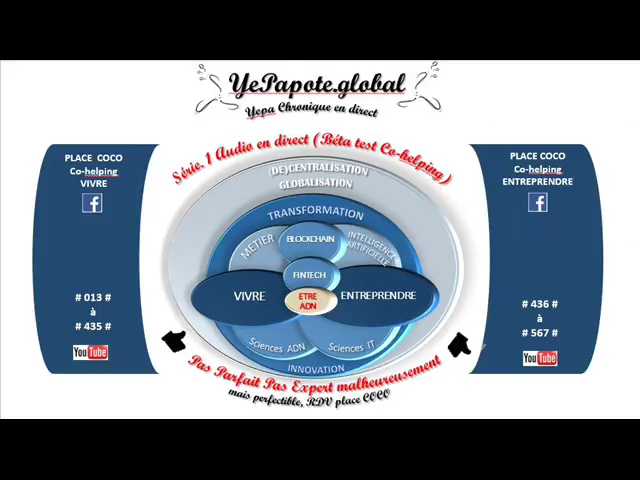 YePapote.global
Yepa Chronique en direct
Série.1 Audio en direct (Béta test Co-helping)
PLACE COCO
Co-helping
VIVRE
# 013 #
à
# 435 #
YouTube
(DE)CENTRALISATION
GLOBALISATION
TRANSFORMATION
METIER
BLOCKCHAIN
INTELLIGENCE
ARTIFICIELLE
FINTECH
VIVRE
ETRE
ADN
ENTREPRENDRE
Sciences ADN
Sciences IT
INNOVATION
PLACE COCO
Co-helping
ENTREPRENDRE
# 436 #
à
# 567 #
YouTube
Pas Parfait Pas Expert malheureusement
mais perfectible, RDV place COCO